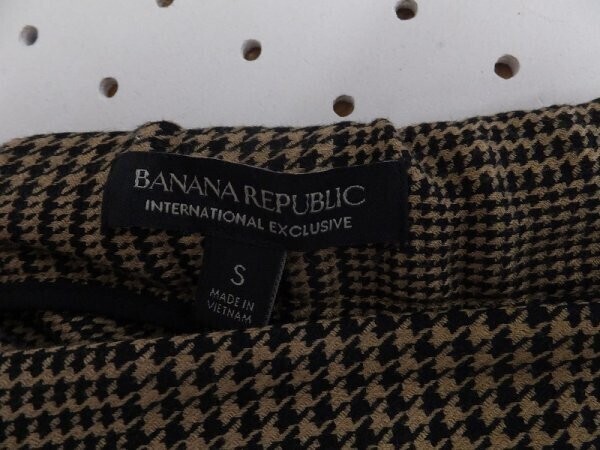 BANANA REPUBLIC
INTERNATIONAL EXCLUSIVE
S
MADE IN
VIETNAM